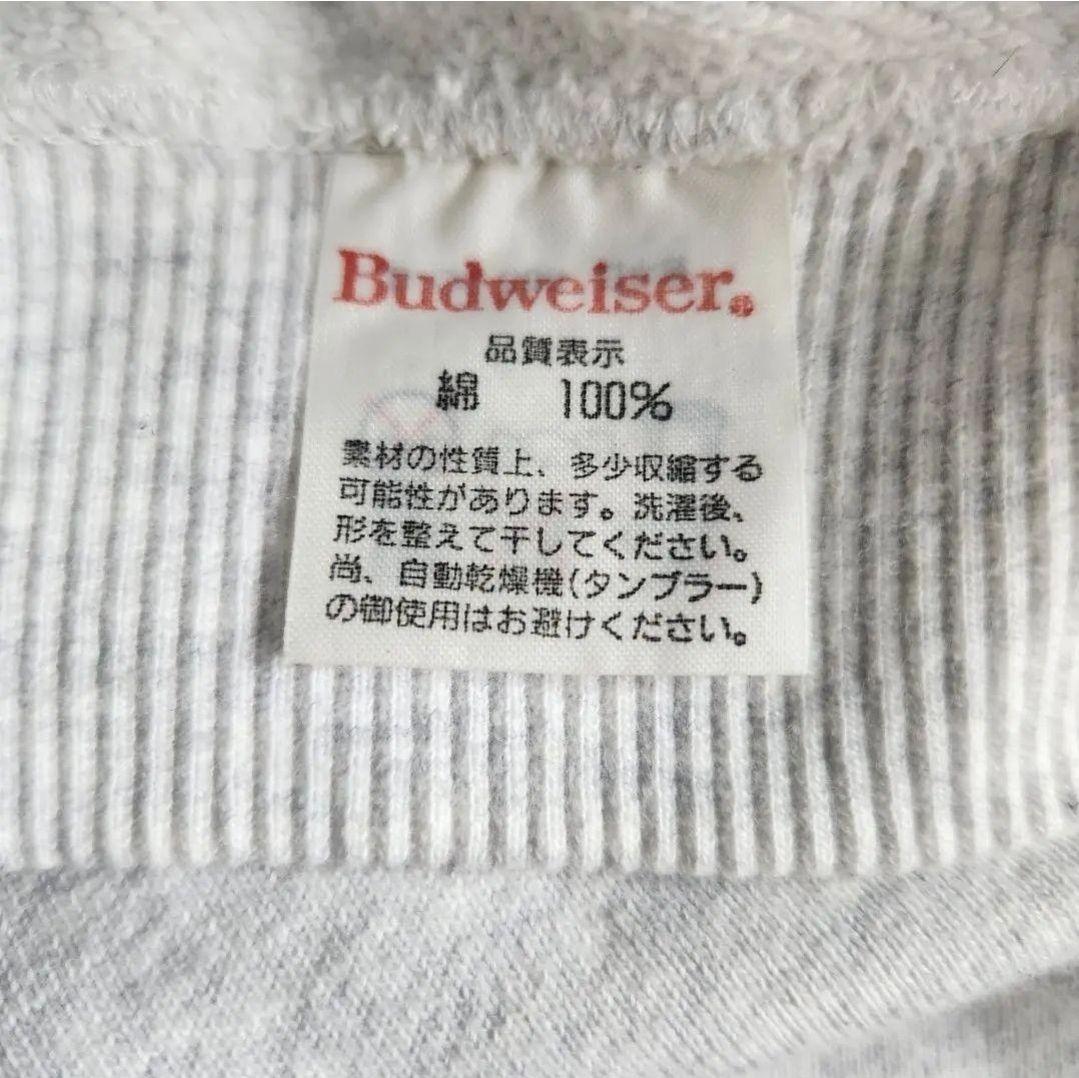 Budweiser®
品質表示
綿 100%
素材の性質上、多少収縮する
可能性があります。洗濯後、
形を整えて干してください。
尚、自動乾燥機(タンブラー)
の御使用はお避けください。